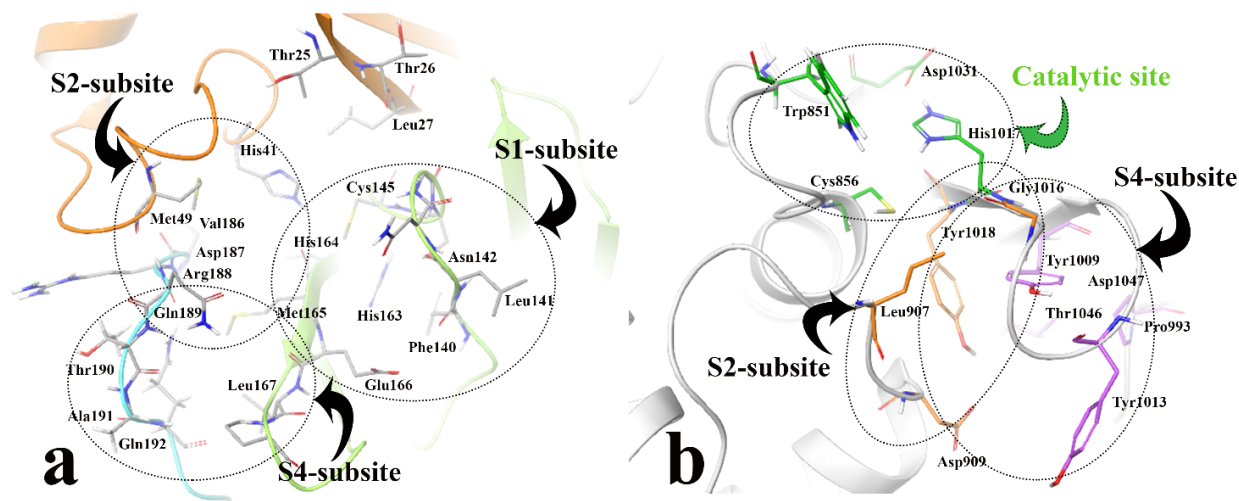 Thr25
Thr26
S2-subsite
Leu27
His41
S1-subsite
Cys145
Met49
Val186
His164
Asp187
Asn142
Arg188
Leu141
Gln189
Met165
His163
Phe140
Thr190
Leu167
Glu166
Ala191
Gln192
S4-subsite
a
Asp1031
Catalytic site
Trp851
His1017
Cys856
Gly1016
S4-subsite
Tyr1018
Tyr1009
Asp1047
Leu907
Thr1046
Pro993
S2-subsite
Tyr1013
Asp909
b